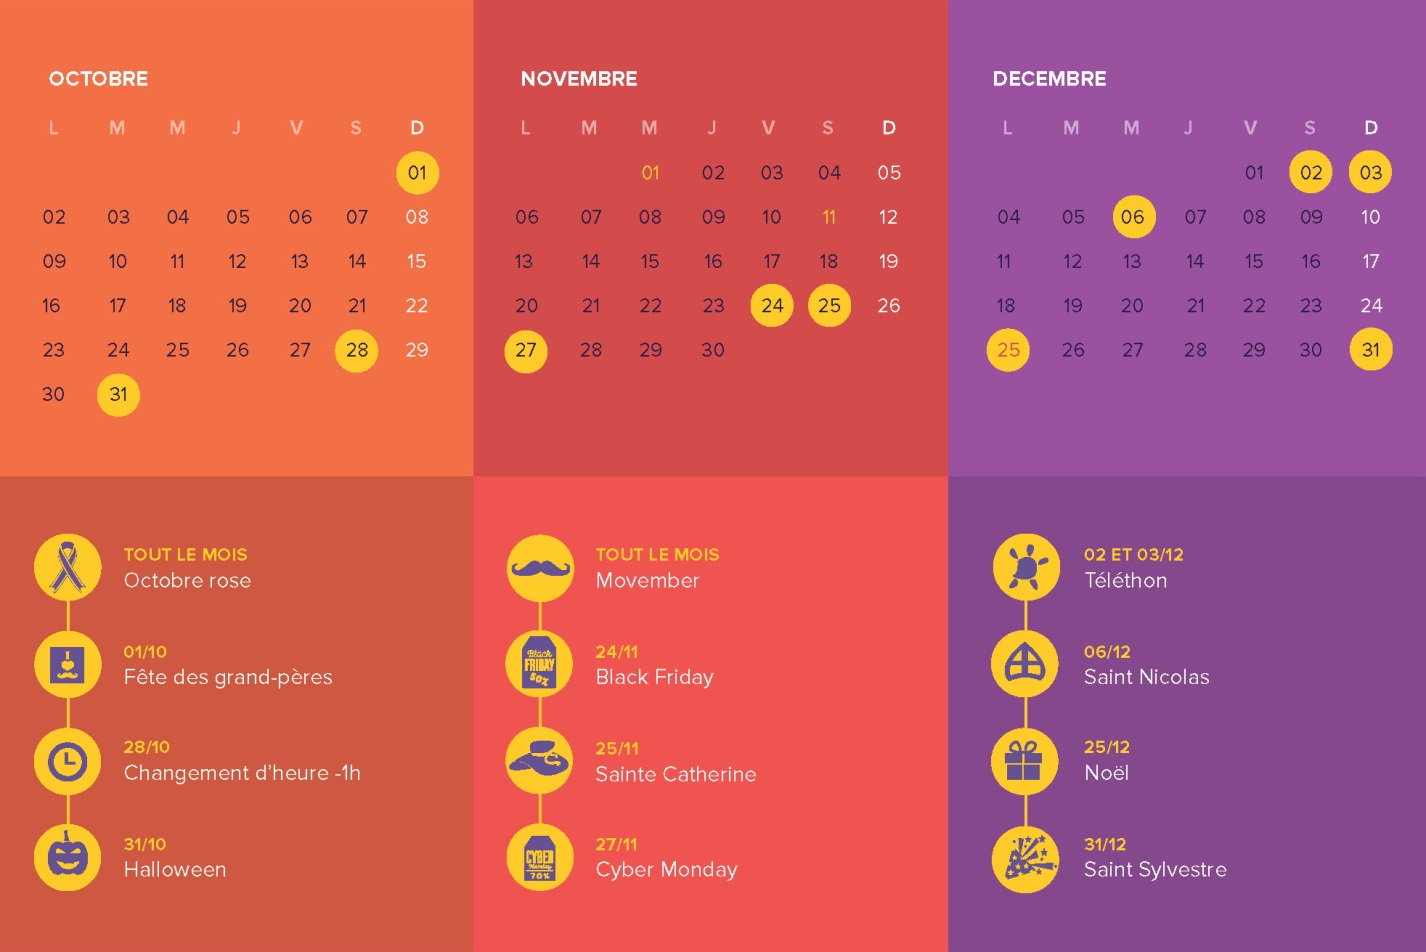 OCTOBRE
L M M J V S D
01
02 03 04 05 06 07 08
09 10 11 12 13 14 15
16 17 18 19 20 21 22
23 24 25 26 27 28 29
30 31
NOVEMBRE
L M M J V S D
01 02 03 04 05
06 07 08 09 10 11 12
13 14 15 16 17 18 19
20 21 22 23 24 25 26
27 28 29 30
DECEMBRE
L M M J V S D
01 02 03
04 05 06 07 08 09 10
11 12 13 14 15 16 17
18 19 20 21 22 23 24
25 26 27 28 29 30 31
TOUT LE MOIS
Octobre rose
01/10
Fête des grand-pères
28/10
Changement d’heure -1h
31/10
Halloween
TOUT LE MOIS
Movember
Black
FRIDAY
50%
24/11
Black Friday
25/11
Sainte Catherine
CYBER
Monday
70%
27/11
Cyber Monday
02 ET 03/12
Téléthon
06/12
Saint Nicolas
25/12
Noël
31/12
Saint Sylvestre